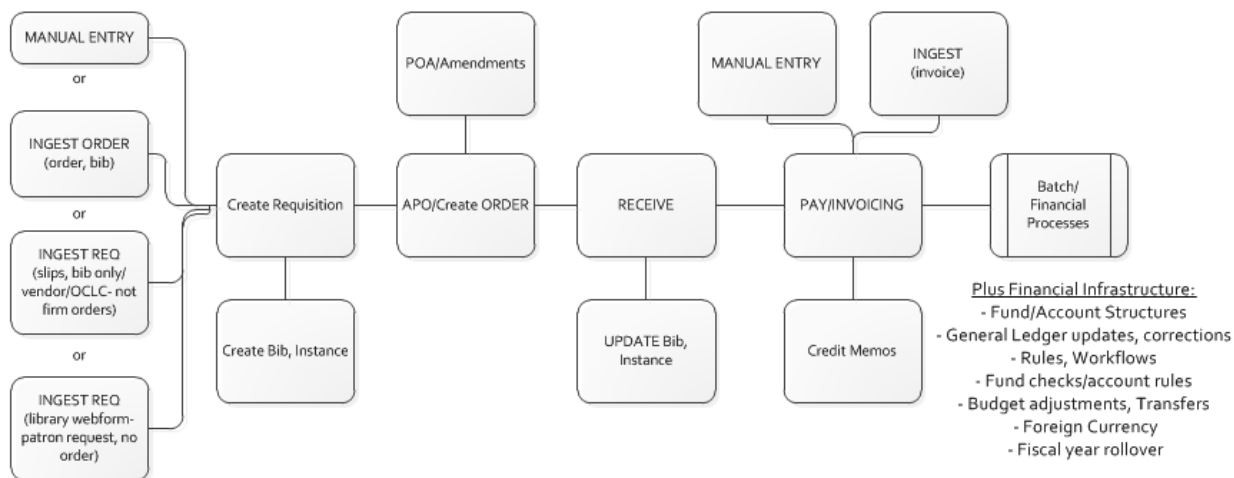 MANUAL ENTRY
or
INGEST ORDER
(order, bib)
or
INGEST REQ
(slips, bib only/
vendor/OCLC- not
firm orders)
or
INGEST REQ
(library webform-
patron request, no
order)
Create Requisition
Create Bib, Instance
POA/Amendments
APO/Create ORDER
RECEIVE
UPDATE Bib,
Instance
MANUAL ENTRY
INGEST
(invoice)
PAY/INVOICING
Credit Memos
Batch/
Financial
Processes
Plus Financial Infrastructure:
- Fund/Account Structures
- General Ledger updates, corrections
- Rules, Workflows
- Fund checks/account rules
- Budget adjustments, Transfers
- Foreign Currency
- Fiscal year rollover